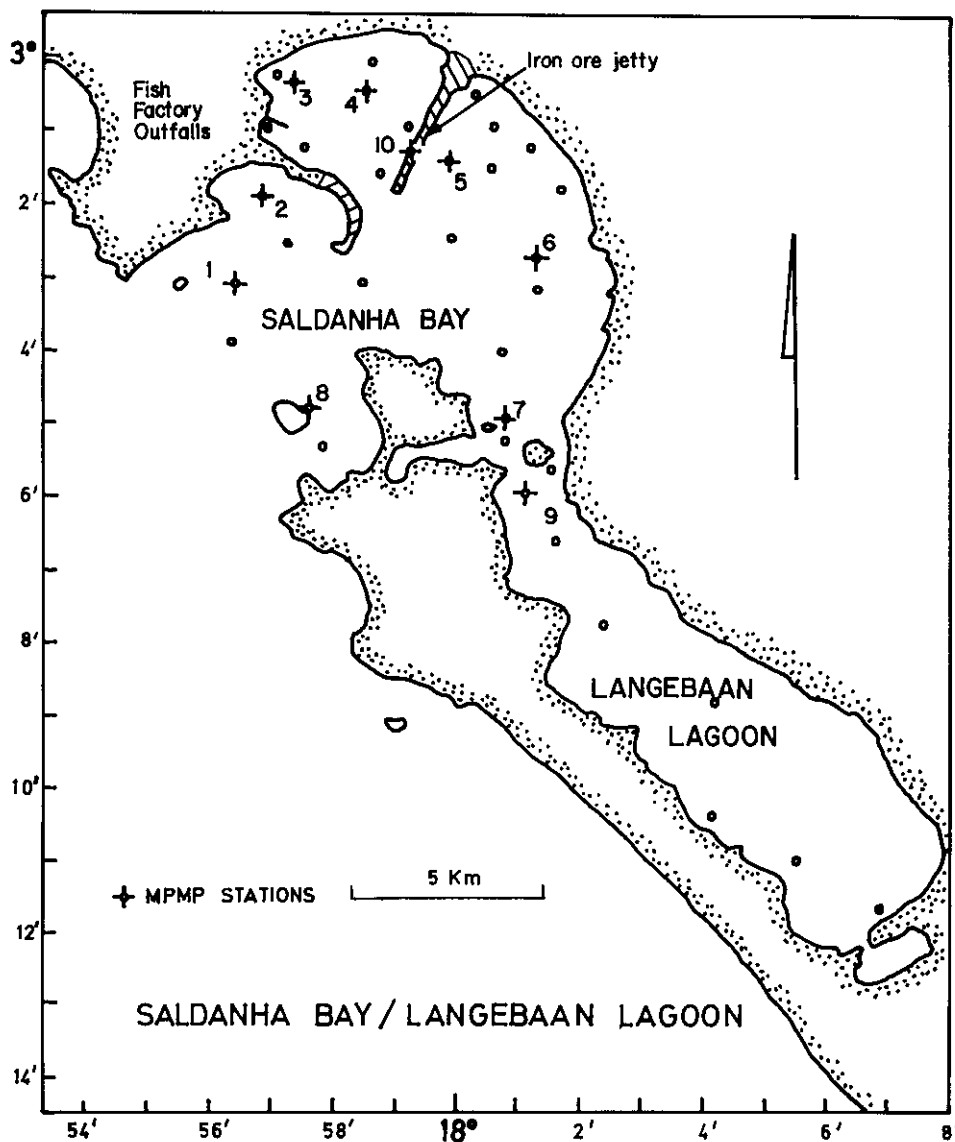 3°
Iron ore jetty
Fish
Factory
Outfalls
3
4
10
5
2'
2
6
1
SALDANHA BAY
4'
8
7
6'
9
8'
LANGEBAAN
LAGOON
10'
5 Km
MPMP STATIONS
12'
SALDANHA BAY / LANGEBAAN LAGOON
14'
54' 56' 58' 18° 2' 4' 6' 8